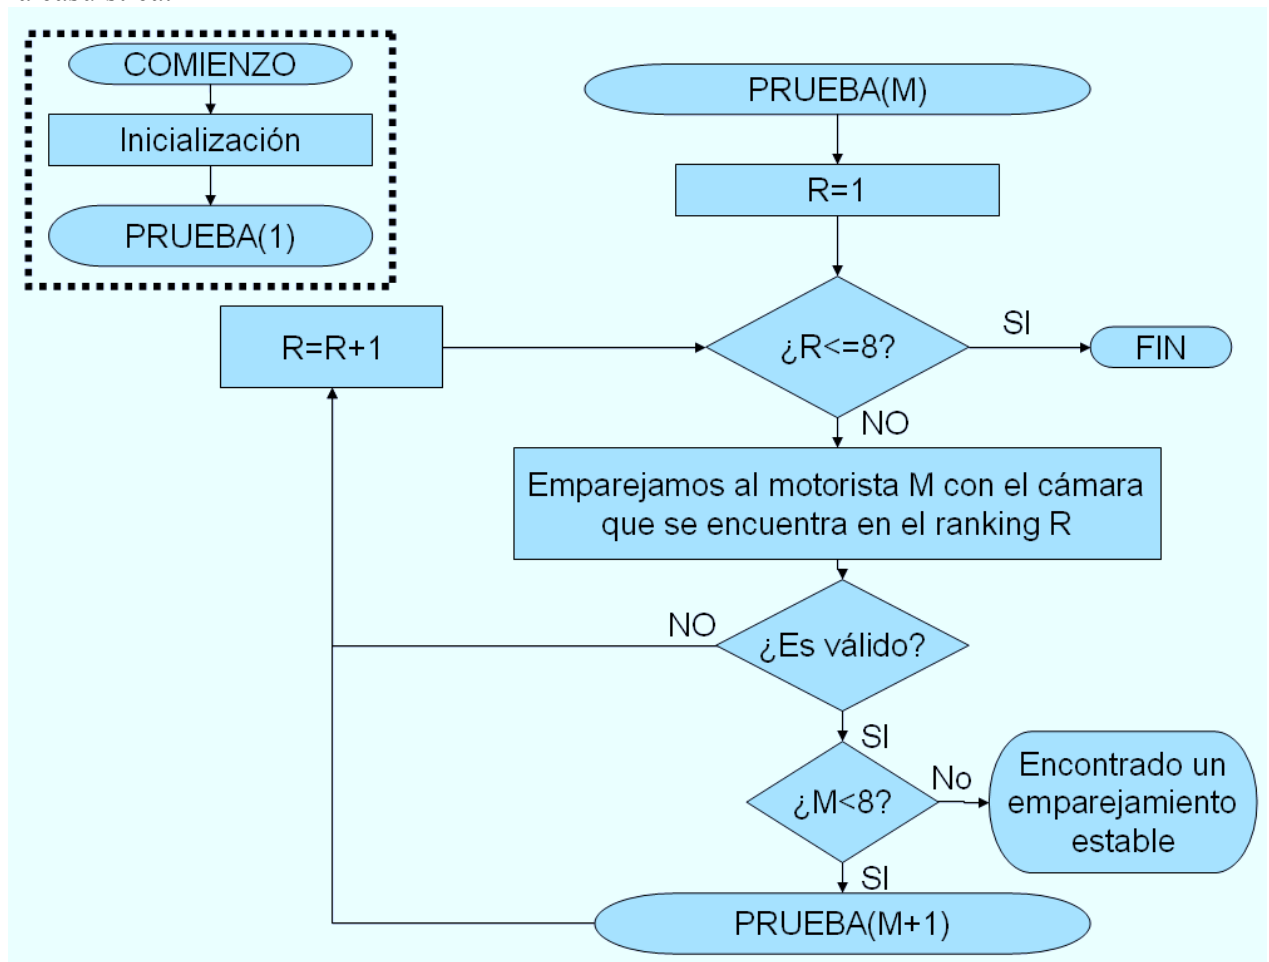 COMIENZO
Inicialización
PRUEBA(1)
PRUEBA(M)
R=1
R=R+1
¿R<=8?
SI
FIN
NO
Emparejamos al motorista M con el cámara
que se encuentra en el ranking R
NO
¿Es válido?
SI
¿M<8?
No
Encontrado un
emparejamiento
estable
SI
PRUEBA(M+1)